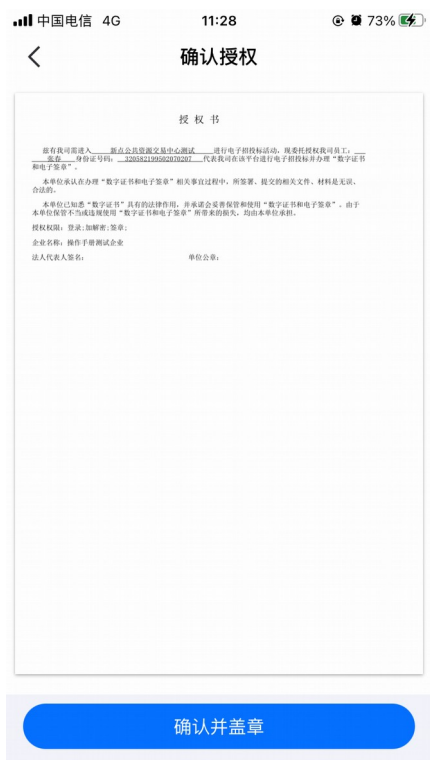 中国电信 4G 11:28 73%
确认授权
授 权 书
兹有我司需进入 新点公共资源交易中心测试 进行电子招投标活动，现委托授权我司员工：
张春 身份证号码： 320582199502070207 代表我司在该平台进行电子招投标并办理“数字证书
和电子签章”。
本单位承认在办理“数字证书和电子签章”相关事宜过程中，所签署、提交的相关文件、材料是无误、
合法的。
本单位已知悉“数字证书”具有的法律作用，并承诺会妥善保管和使用“数字证书和电子签章”。由于
本单位保管不当或违规使用“数字证书和电子签章”所带来的损失，均由本单位承担。
授权权限：登录;加解密;签章;
企业名称：操作手册测试企业
法人代表人签名： 单位公章：
确认并盖章